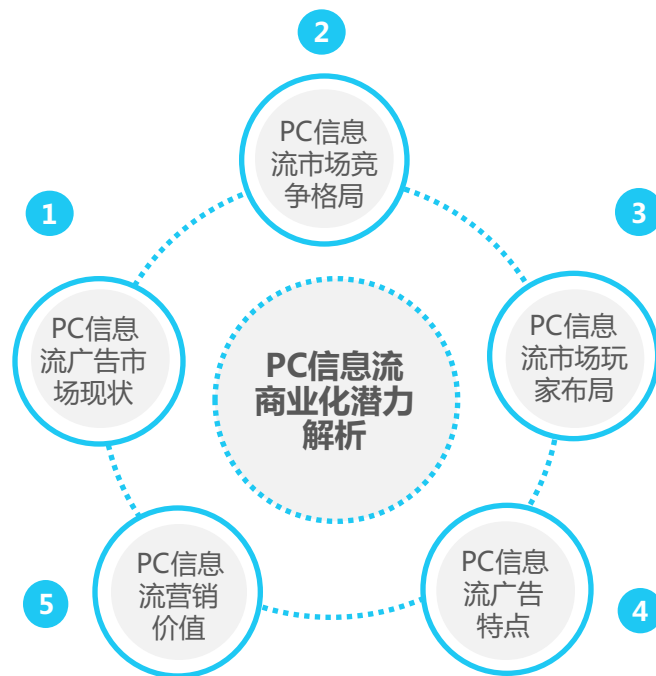 2
PC信息
流市场竞
争格局
1
3
PC信息
流广告市
场现状
PC信息流
商业化潜力
解析
PC信息
流市场玩
家布局
5
PC信息
流营销
价值
PC信息
流广告
特点
4